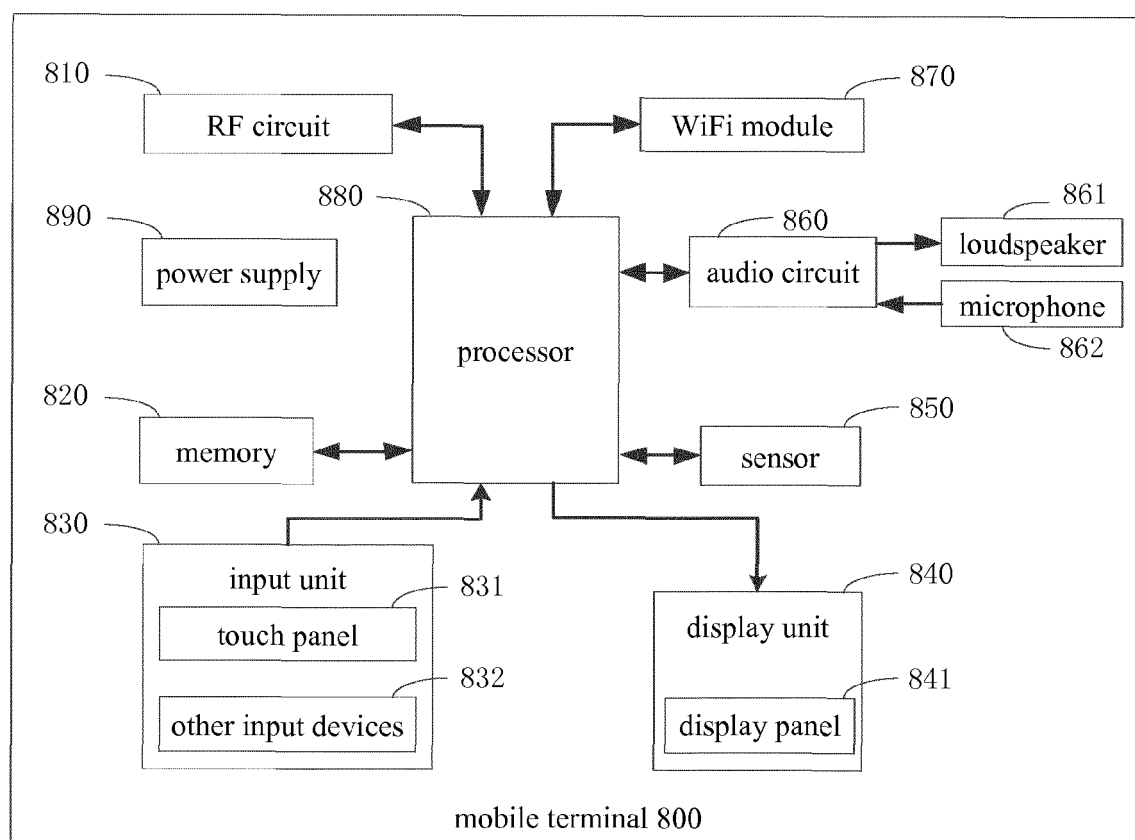 810
RF circuit
870
WiFi module
880
890
power supply
860
audio circuit
861
loudspeaker
microphone
862
processor
820
memory
850
sensor
830
input unit
831
touch panel
832
other input devices
840
display unit
841
display panel
mobile terminal 800